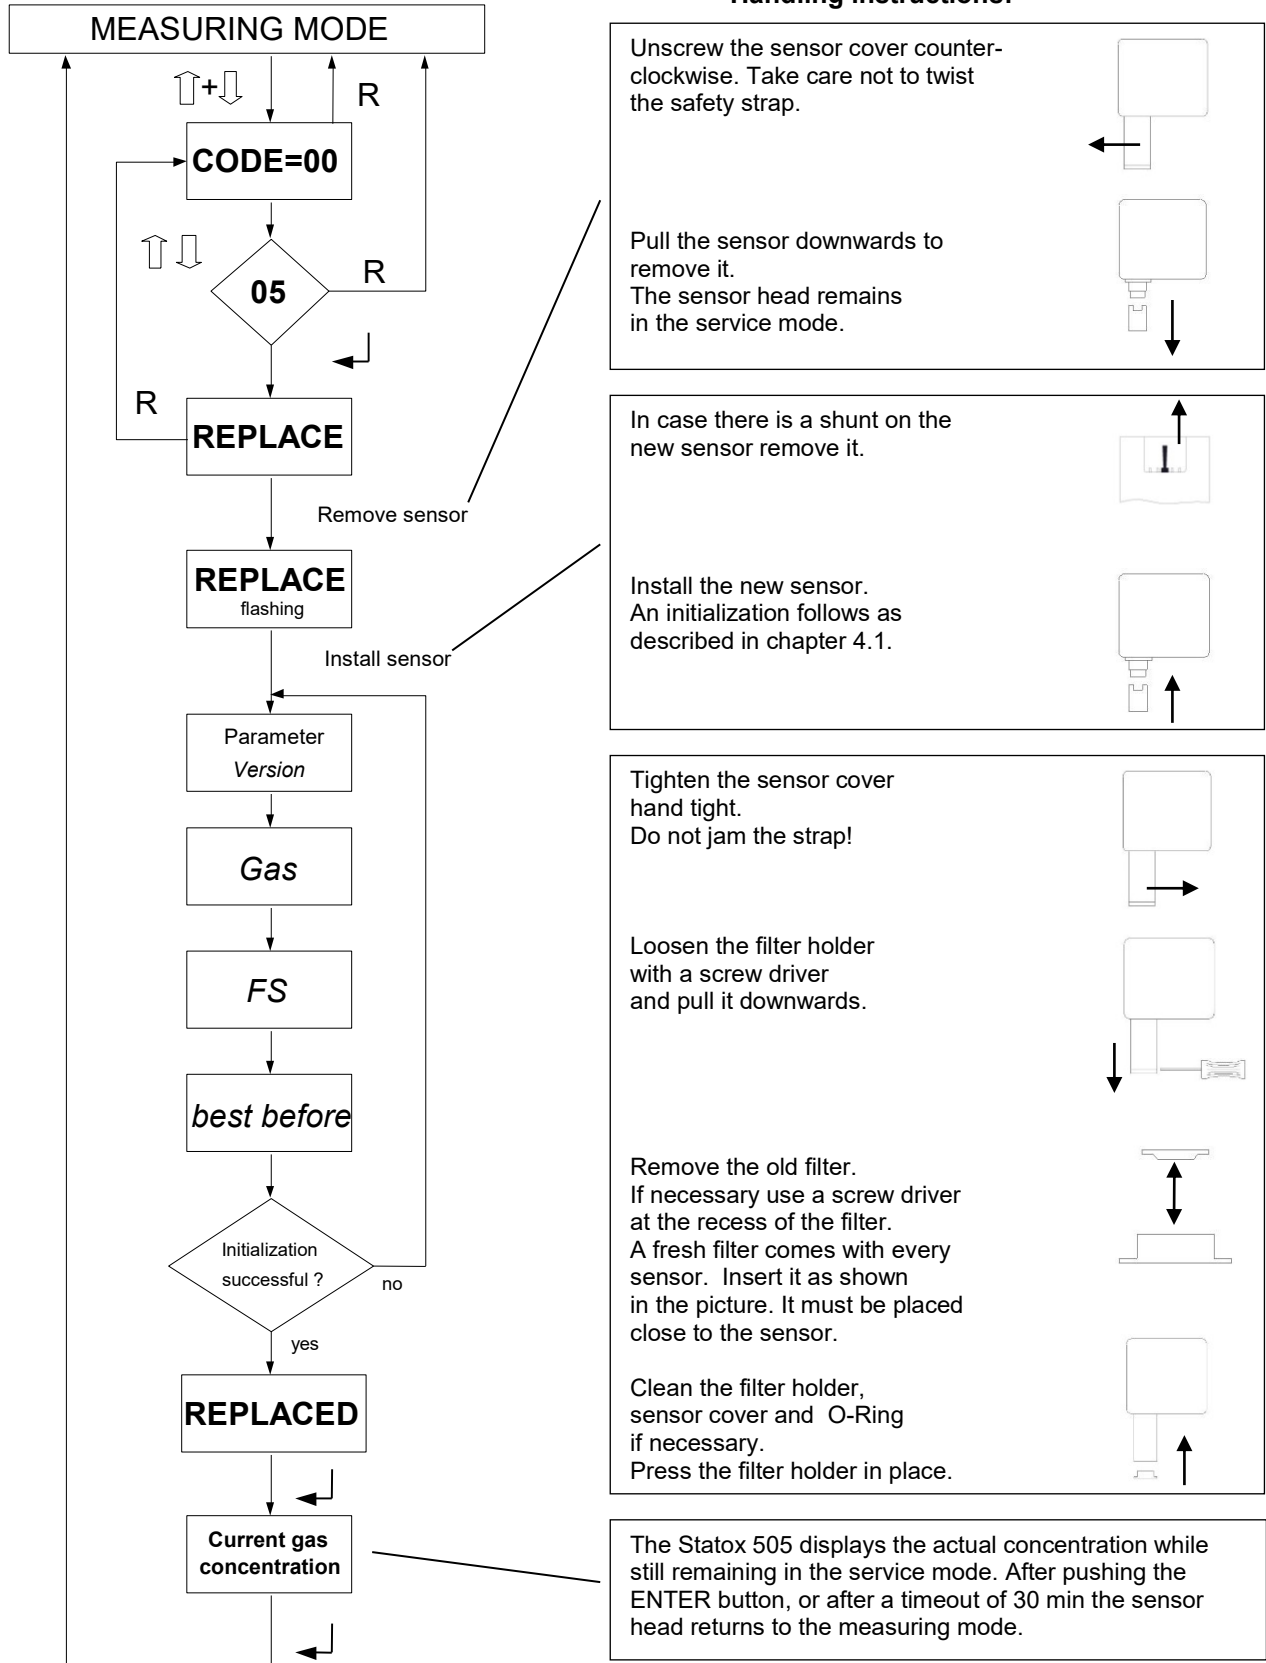 Handling instructions:
MEASURING MODE
+
R
CODE=00
05
R
R
REPLACE
Remove sensor
REPLACE
flashing
Install sensor
Parameter
Version
Gas
FS
best before
Initialization
successful ?
no
yes
REPLACED
Current gas
concentration
Unscrew the sensor cover counter-
clockwise. Take care not to twist
the safety strap.
Pull the sensor downwards to
remove it.
The sensor head remains
in the service mode.
In case there is a shunt on the
new sensor remove it.
Install the new sensor.
An initialization follows as
described in chapter 4.1.
Tighten the sensor cover
hand tight.
Do not jam the strap!
Loosen the filter holder
with a screw driver
and pull it downwards.
Remove the old filter.
If necessary use a screw driver
at the recess of the filter.
A fresh filter comes with every
sensor. Insert it as shown
in the picture. It must be placed
close to the sensor.
Clean the filter holder,
sensor cover and O-Ring
if necessary.
Press the filter holder in place.
The Statox 505 displays the actual concentration while
still remaining in the service mode. After pushing the
ENTER button, or after a timeout of 30 min the sensor
head returns to the measuring mode.